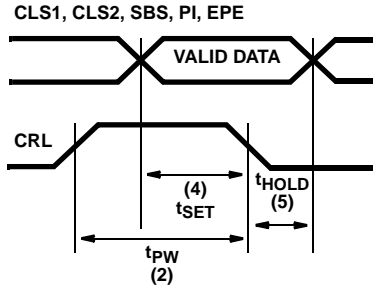 CLS1, CLS2, SBS, PI, EPE
VALID DATA
CRL
(4)
tSET
tHOLD
(5)
tPW
(2)